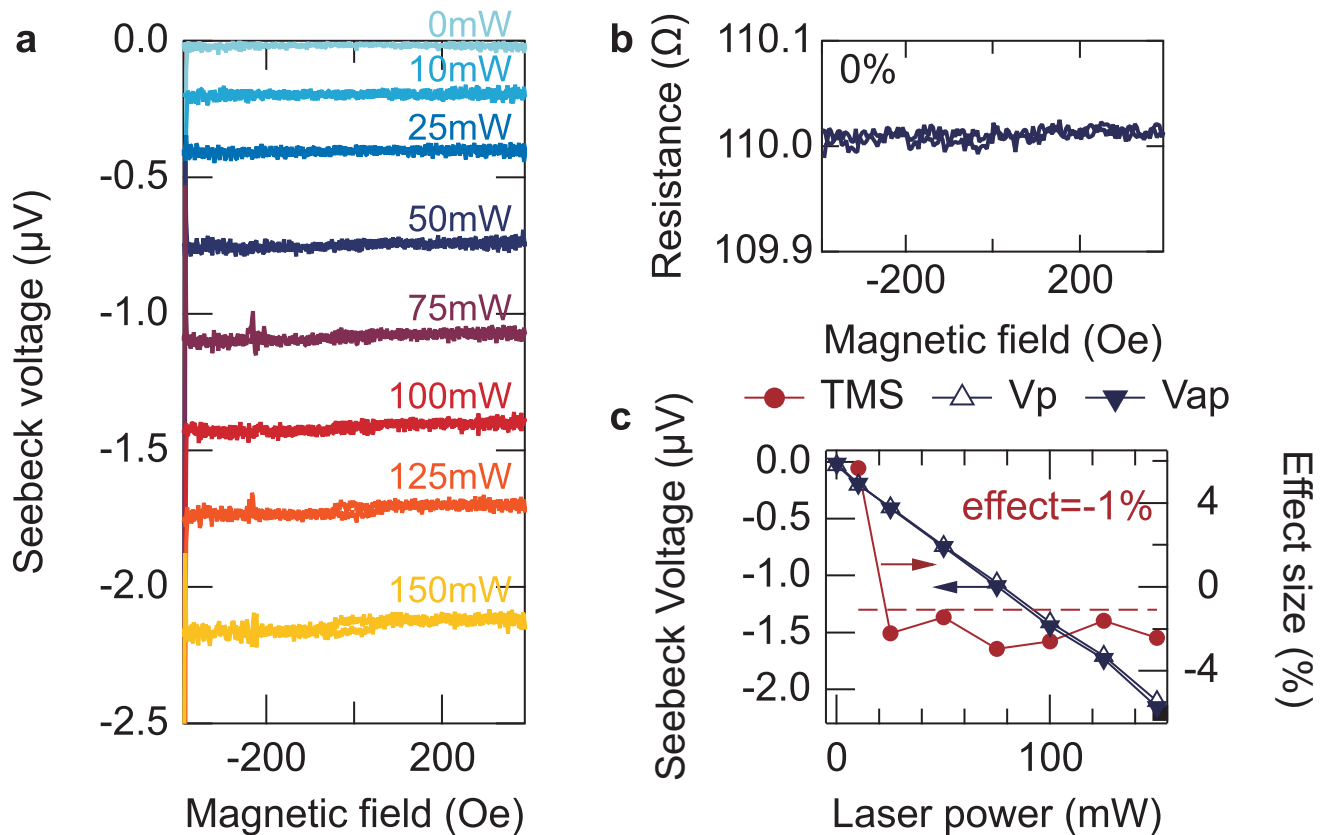 a
0mW
10mW
25mW
50mW
75mW
100mW
125mW
150mW
0.0
-0.5
-1.0
-1.5
-2.0
-2.5
-200
200
Seebeck voltage (µV)
Magnetic field (Oe)
b
0%
110.1
110.0
109.9
-200
200
Resistance (Ω)
Magnetic field (Oe)
TMS
Vp
Vap
c
effect=-1%
0.0
-0.5
-1.0
-1.5
-2.0
4
0
-4
0
100
Seebeck Voltage (µV)
Effect size (%)
Laser power (mW)